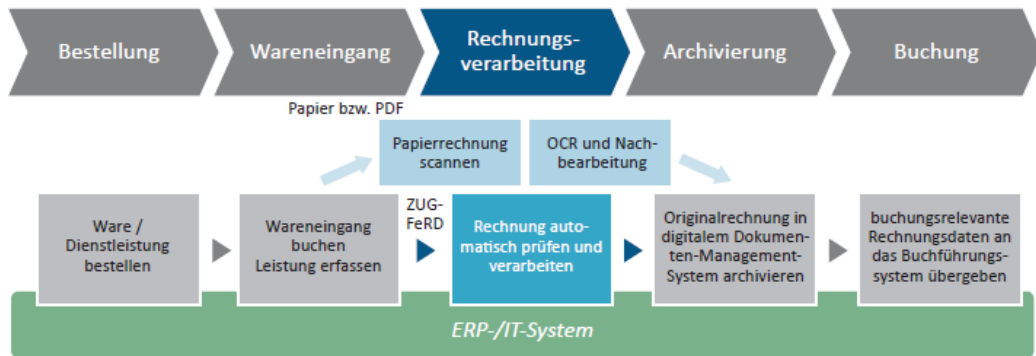 Bestellung
Wareneingang
Rechnungs-
verarbeitung
Archivierung
Buchung
Papier bzw. PDF
Papierrechnung
scannen
OCR und Nach-
bearbeitung
Ware /
Dienstleistung
bestellen
Wareneingang
buchen
Leistung erfassen
ZUG-
FeRD
Rechnung auto-
matisch prüfen und
verarbeiten
Originalrechnung in
digitalem Dokumen-
ten-Management-
System archivieren
buchungsrelevante
Rechnungsdaten an
das Buchführungs-
system übergeben
ERP-/IT-System